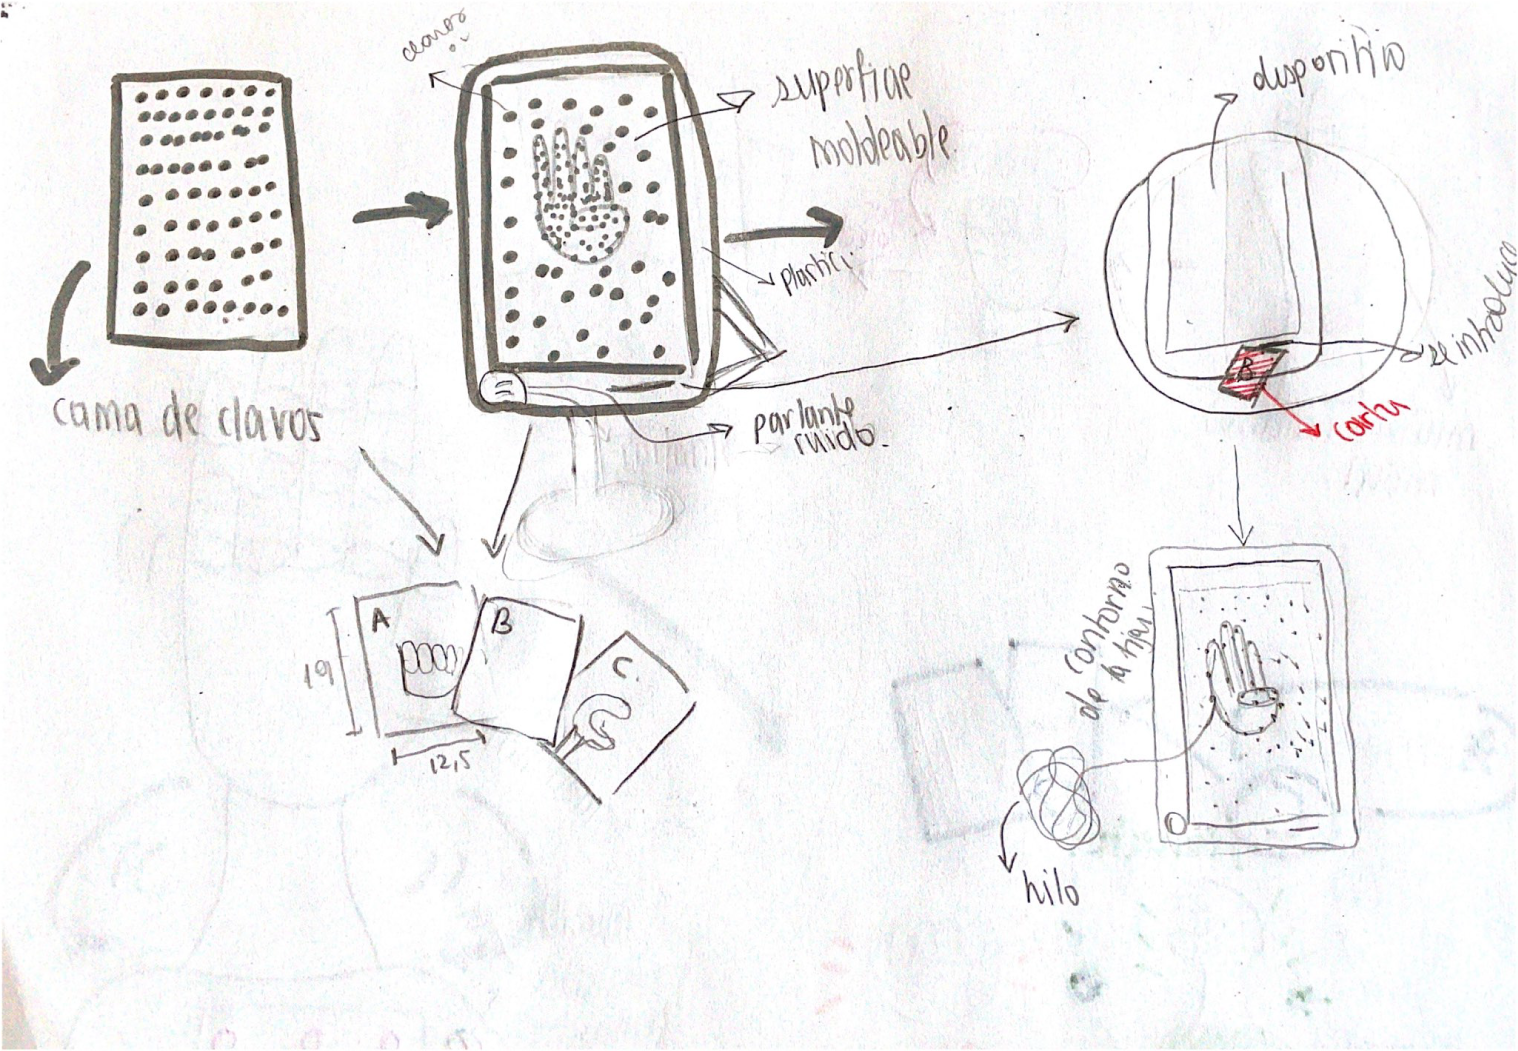 clavos
superficie
moldeable
dispositivo
plastico
se introduce
cama de clavos
parlante
ruido.
B
carta
A
B
C
19
12,5
contorno
de la figu
hilo